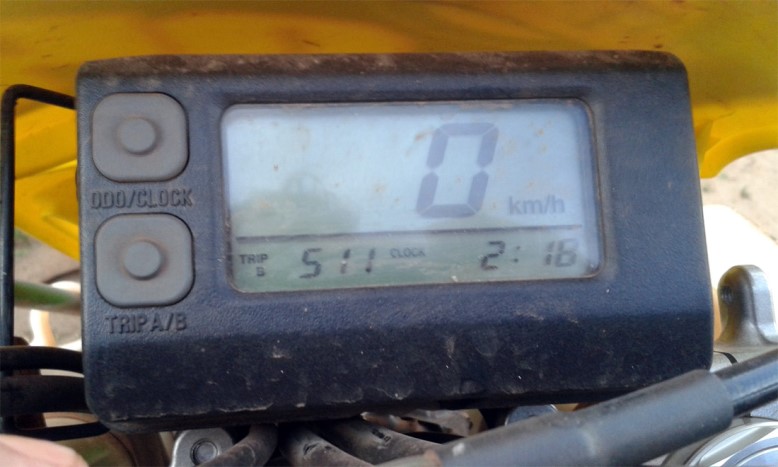 0 km/h
ODO/CLOCK
TRIP B 511 CLOCK 2:18
TRIP A/B